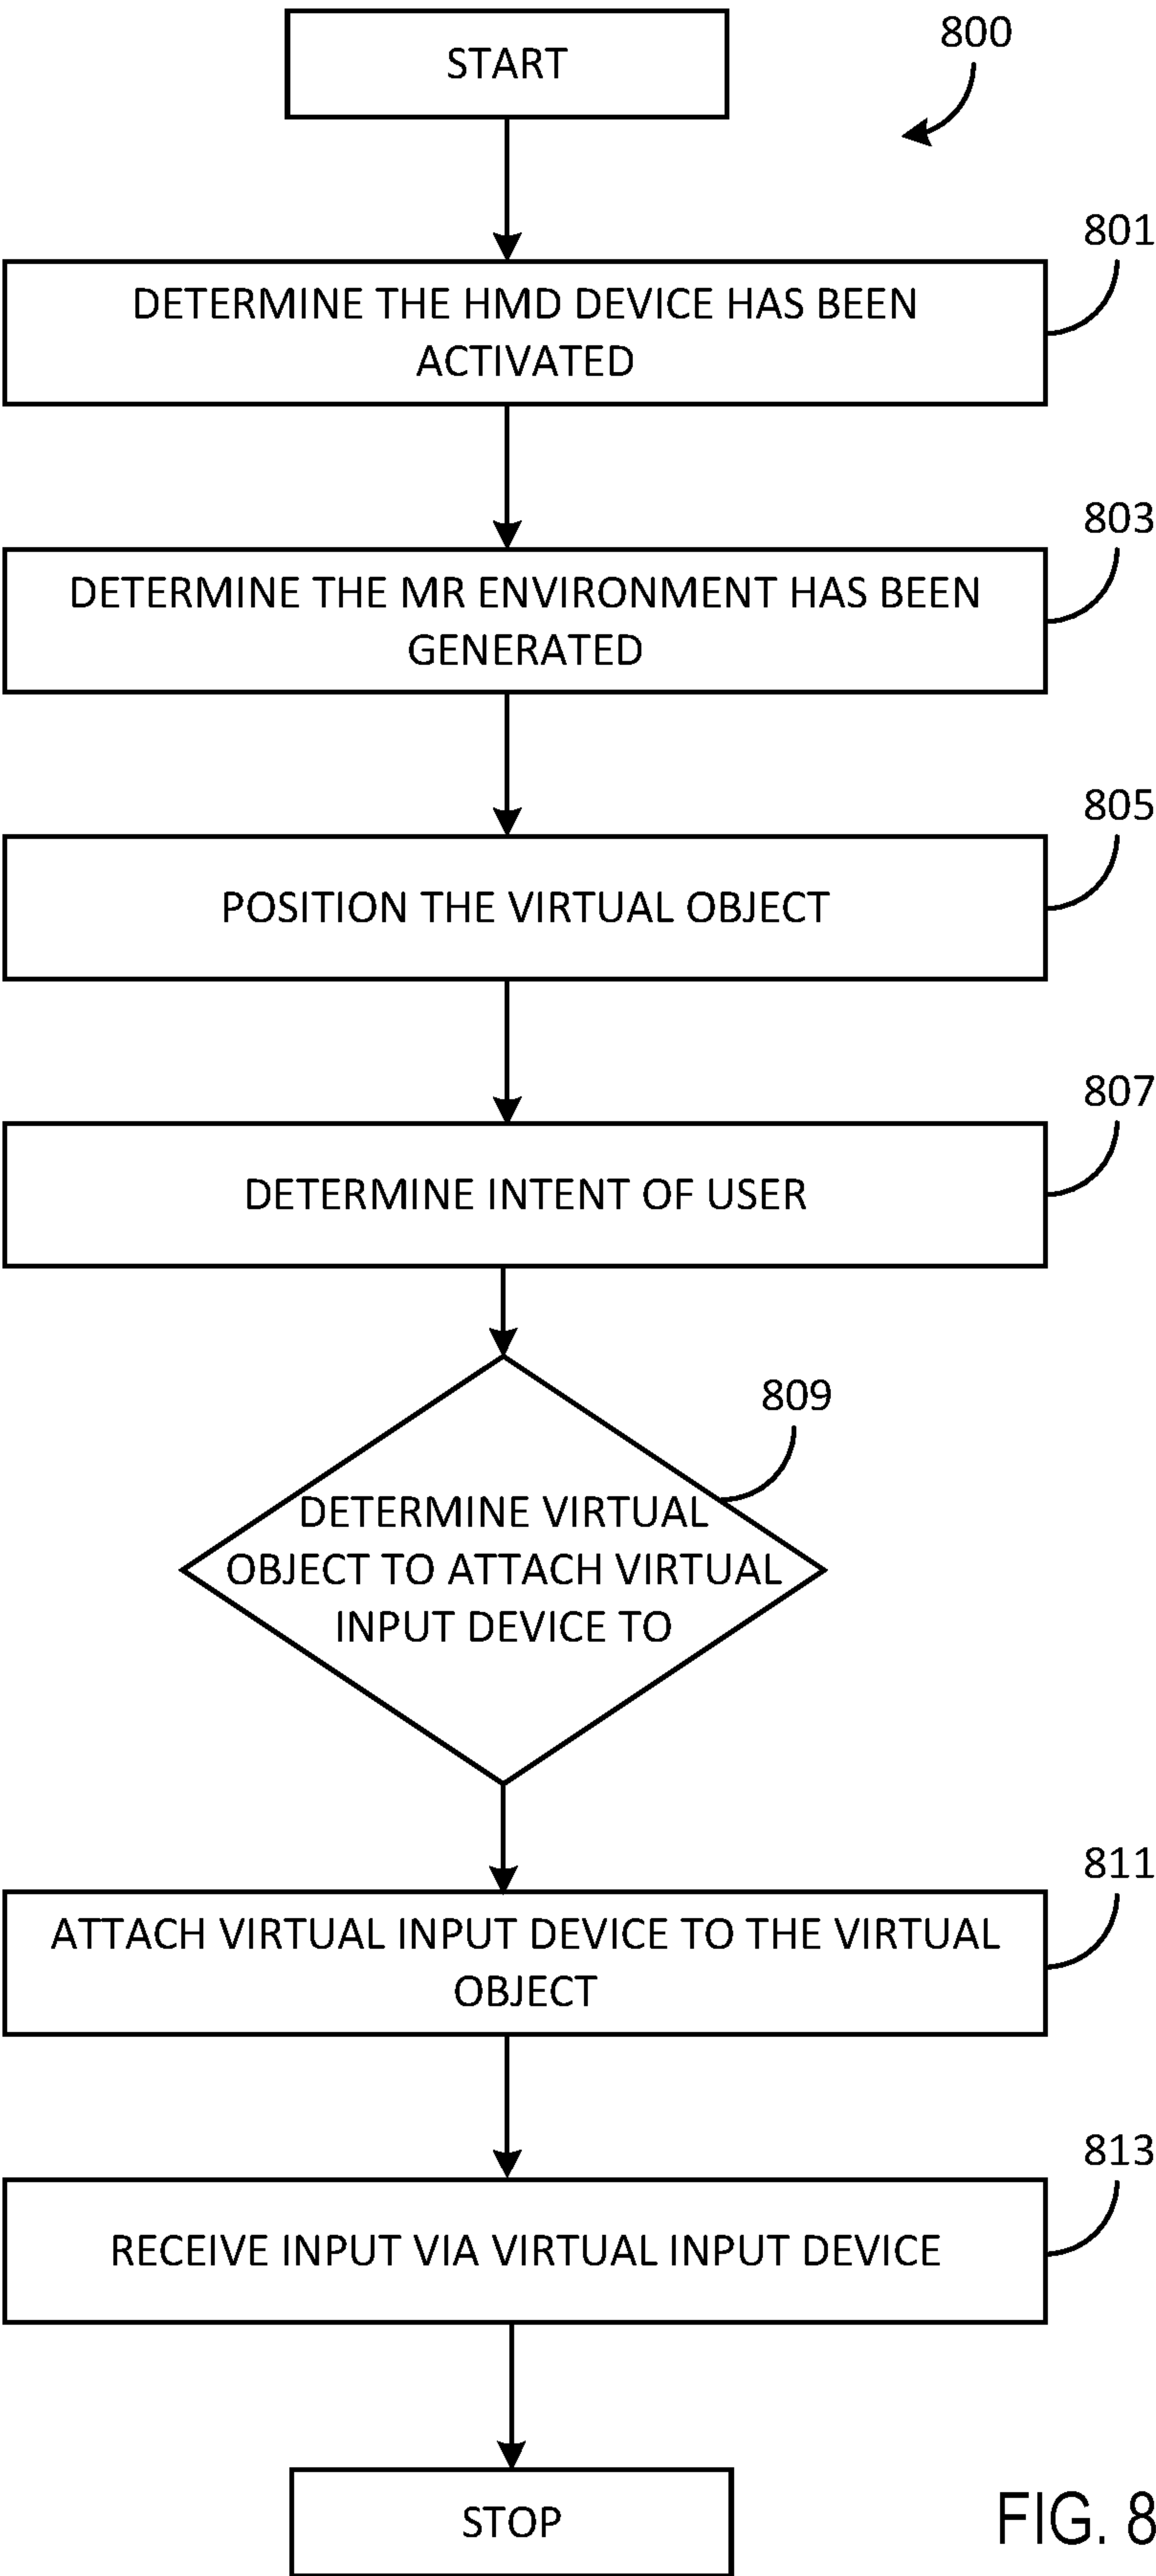 START
800
801
DETERMINE THE HMD DEVICE HAS BEEN
ACTIVATED
803
DETERMINE THE MR ENVIRONMENT HAS BEEN
GENERATED
805
POSITION THE VIRTUAL OBJECT
807
DETERMINE INTENT OF USER
809
DETERMINE VIRTUAL
OBJECT TO ATTACH VIRTUAL
INPUT DEVICE TO
811
ATTACH VIRTUAL INPUT DEVICE TO THE VIRTUAL
OBJECT
813
RECEIVE INPUT VIA VIRTUAL INPUT DEVICE
STOP
FIG. 8